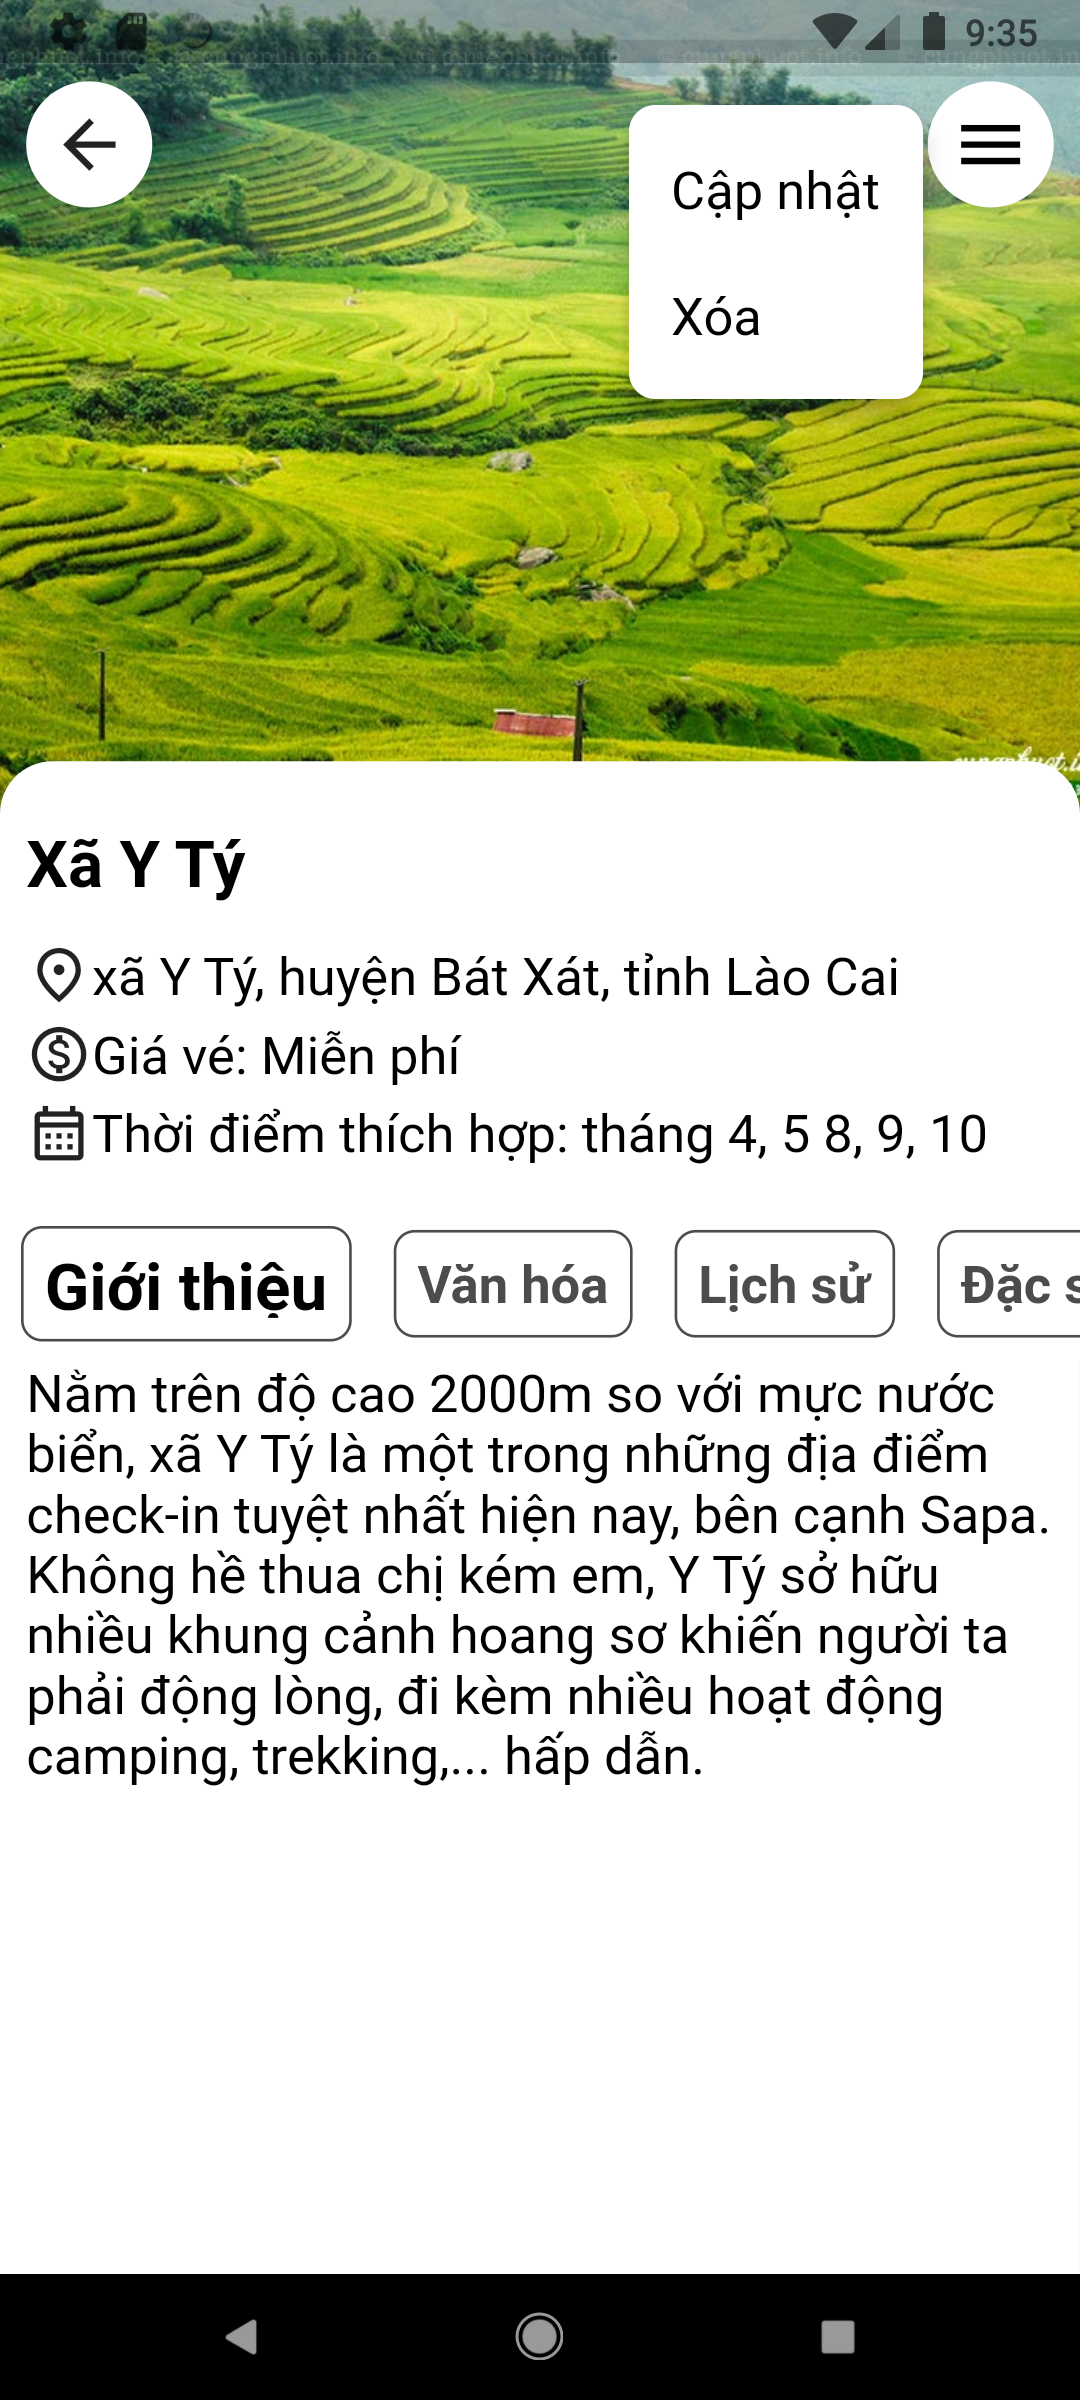 9:35
Cập nhật
Xóa
Xã Y Tý
xã Y Tý, huyện Bát Xát, tỉnh Lào Cai
Giá vé: Miễn phí
Thời điểm thích hợp: tháng 4, 5 8, 9, 10
Giới thiệu
Văn hóa
Lịch sử
Đặc s
Nằm trên độ cao 2000m so với mực nước
biển, xã Y Tý là một trong những địa điểm
check-in tuyệt nhất hiện nay, bên cạnh Sapa.
Không hề thua chị kém em, Y Tý sở hữu
nhiều khung cảnh hoang sơ khiến người ta
phải động lòng, đi kèm nhiều hoạt động
camping, trekking,... hấp dẫn.